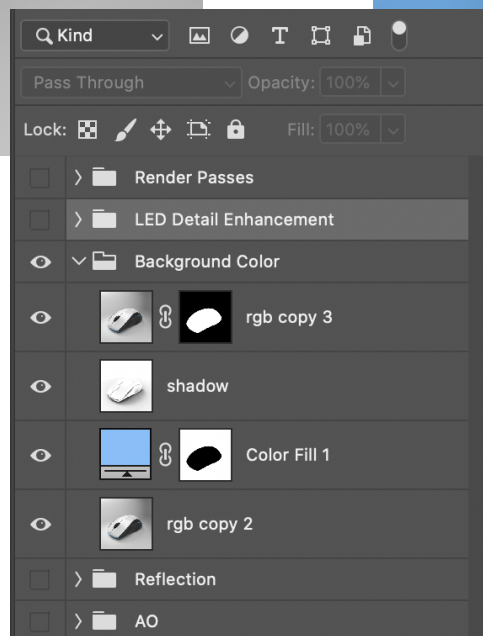 Kind
Pass Through Opacity: 100%
Lock: Fill: 100%
Render Passes
LED Detail Enhancement
Background Color
rgb copy 3
shadow
Color Fill 1
rgb copy 2
Reflection
AO